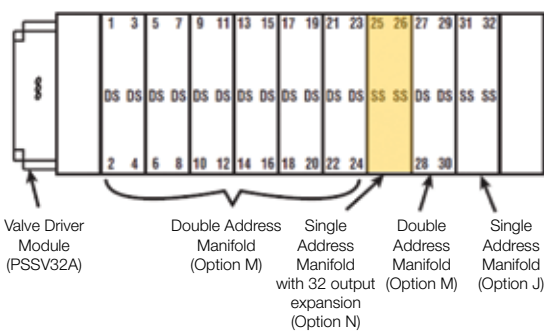 1 3 5 7 9 11 13 15 17 19 21 23 25 26 27 29 31 32
DS DS DS DS DS DS DS DS DS DS DS DS SS SS DS DS SS SS
2 4 6 8 10 12 14 16 18 20 22 24 28 30
Valve Driver
Module
(PSSV32A)
Double Address
Manifold
(Option M)
Single
Address
Manifold
with 32 output
expansion
(Option N)
Double
Address
Manifold
(Option M)
Single
Address
Manifold
(Option J)